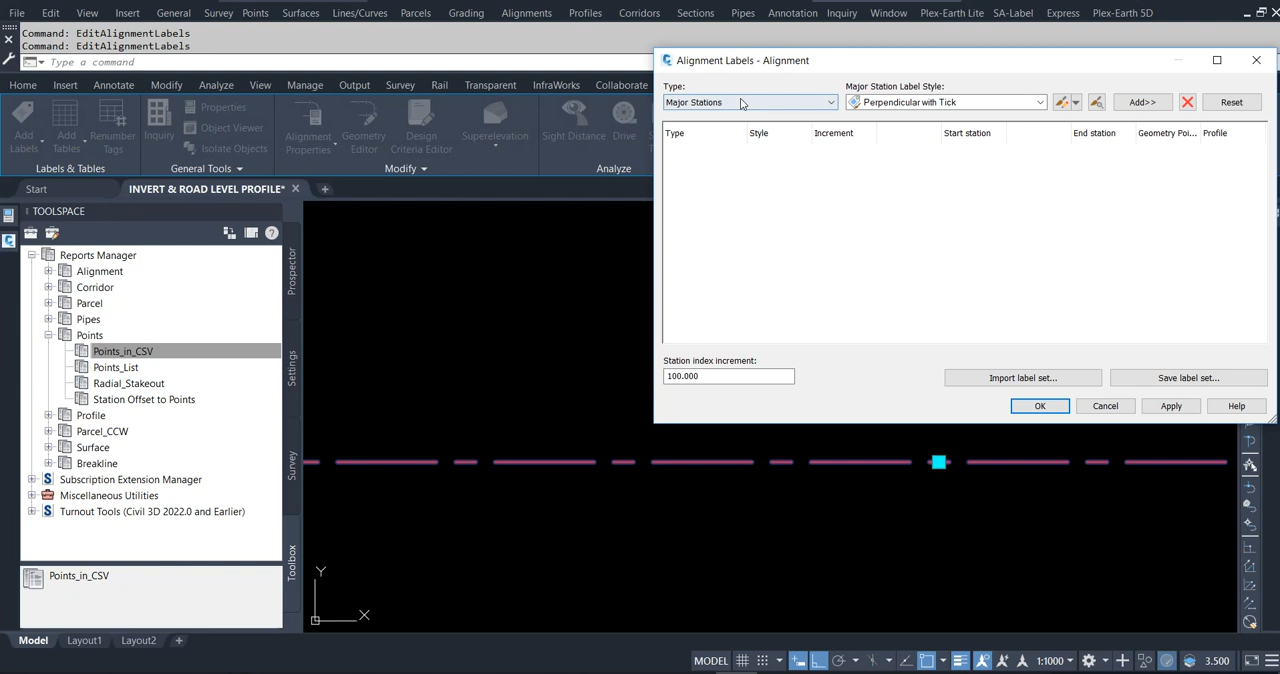 File Edit View Insert General Survey Points Surfaces Lines/Curves Parcels Grading Alignments Profiles Corridors Sections Pipes Annotation Inquiry Window Plex-Earth Lite SA-Label Express Plex-Earth 5D
Command: EditAlignmentLabels
Command: EditAlignmentLabels
Type a command
Home Insert Annotate Modify Analyze View Manage Output Survey Rail Transparent InfraWorks Collaborate
Add Labels
Add Tables
Renumber Tags
Inquiry
Properties
Object Viewer
Isolate Objects
Alignment Properties
Geometry Editor
Design Criteria Editor
Superelevation
Sight Distance
Drive
Labels & Tables
General Tools
Modify
Analyze
Start
INVERT & ROAD LEVEL PROFILE*
TOOLSPACE
Reports Manager
Alignment
Corridor
Parcel
Pipes
Points
Points_in_CSV
Points_List
Radial_Stakeout
Station Offset to Points
Profile
Parcel_CCW
Surface
Breakline
Subscription Extension Manager
Miscellaneous Utilities
Turnout Tools (Civil 3D 2022.0 and Earlier)
Points_in_CSV
Prospector
Settings
Survey
Toolbox
Alignment Labels - Alignment
Type:
Major Station Label Style:
Major Stations
Perpendicular with Tick
Add>>
Reset
Type Style Increment Start station End station Geometry Poi... Profile
Station index increment:
100.000
Import label set...
Save label set...
OK
Cancel
Apply
Help
Y
X
Model Layout1 Layout2
MODEL
1:1000
3.500